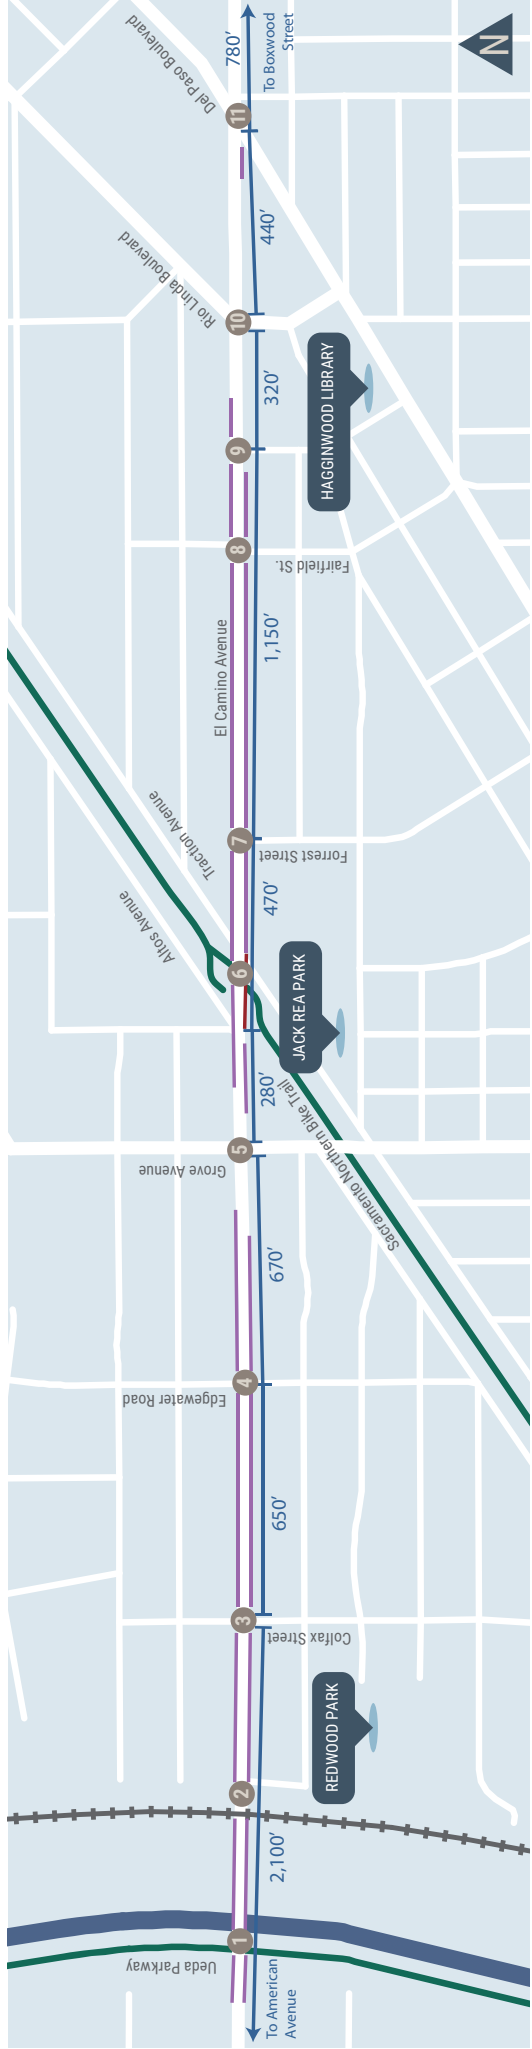 To Boxwood
Street
780′
N
Del Paso Boulevard
11
440′
Rio Linda Boulevard
10
HAGGINWOOD LIBRARY
320′
9
8
Fairfield St.
El Camino Avenue
1,150′
Traction Avenue
7
Forrest Street
Altos Avenue
470′
6
JACK REA PARK
280′
Sacramento Northern Bike Trail
5
Grove Avenue
670′
4
Edgewater Road
650′
3
Colfax Street
REDWOOD PARK
2
2,100′
1
Ueda Parkway
To American
Avenue